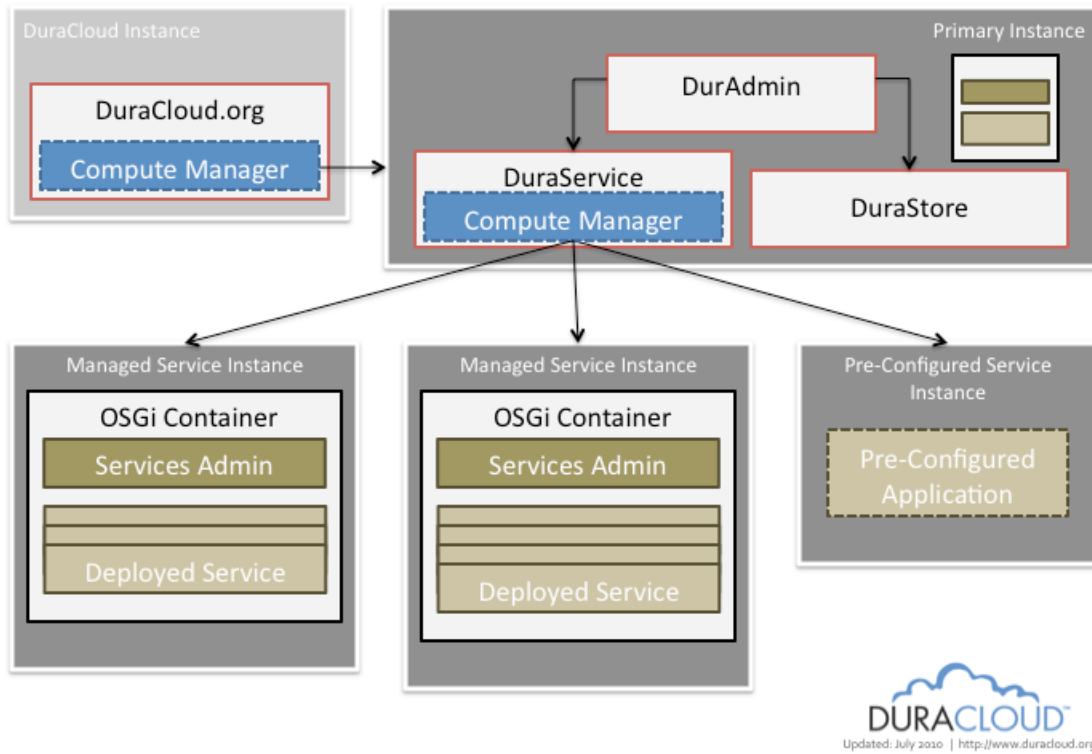 DuraCloud Instance
DuraCloud.org
Compute Manager
Primary Instance
DurAdmin
DuraService
Compute Manager
DuraStore
Managed Service Instance
OSGi Container
Services Admin
Deployed Service
Managed Service Instance
OSGi Container
Services Admin
Deployed Service
Pre-Configured Service
Instance
Pre-Configured
Application
DURACLOUD™
Updated: July 2010 | http://www.duracloud.org